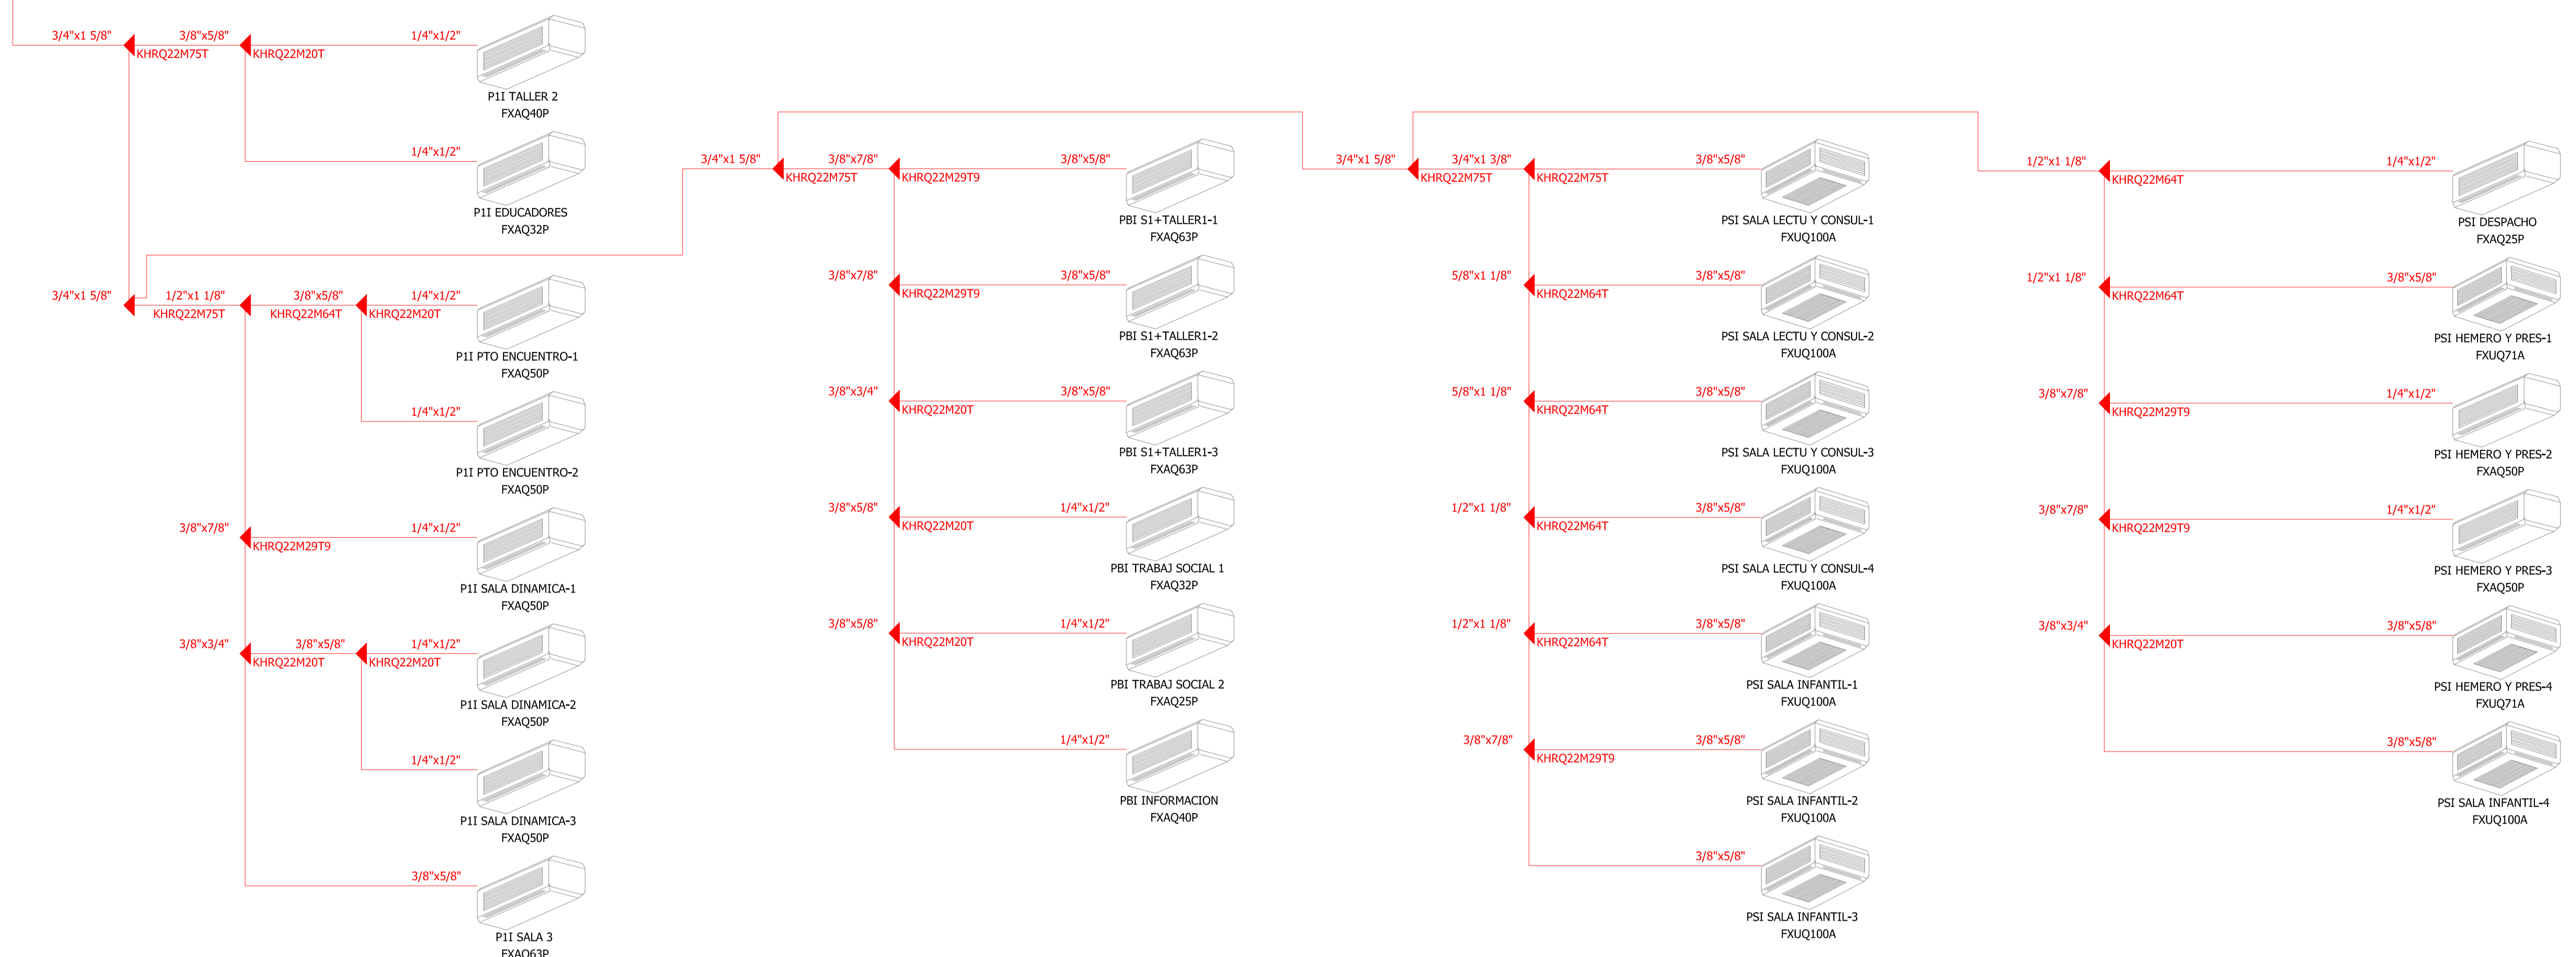 3/4"x1 5/8"
KHRQ22M75T
3/8"x5/8"
KHRQ22M20T
1/4"x1/2"
P1I TALLER 2
FXAQ40P
1/4"x1/2"
P1I EDUCADORES
FXAQ32P
3/4"x1 5/8"
KHRQ22M75T
1/2"x1 1/8"
KHRQ22M64T
3/8"x5/8"
KHRQ22M20T
1/4"x1/2"
P1I PTO ENCUENTRO-1
FXAQ50P
1/4"x1/2"
P1I PTO ENCUENTRO-2
FXAQ50P
3/8"x7/8"
KHRQ22M29T9
1/4"x1/2"
P1I SALA DINAMICA-1
FXAQ50P
3/8"x3/4"
KHRQ22M20T
3/8"x5/8"
KHRQ22M20T
1/4"x1/2"
P1I SALA DINAMICA-2
FXAQ50P
1/4"x1/2"
P1I SALA DINAMICA-3
FXAQ50P
3/8"x5/8"
P1I SALA 3
FXAQ63P
3/4"x1 5/8"
KHRQ22M75T
3/8"x7/8"
KHRQ22M29T9
3/8"x5/8"
PBI S1+TALLER1-1
FXAQ63P
3/8"x7/8"
KHRQ22M29T9
3/8"x5/8"
PBI S1+TALLER1-2
FXAQ63P
3/8"x3/4"
KHRQ22M20T
3/8"x5/8"
PBI S1+TALLER1-3
FXAQ63P
3/8"x5/8"
KHRQ22M20T
1/4"x1/2"
PBI TRABAJ SOCIAL 1
FXAQ32P
3/8"x5/8"
KHRQ22M20T
1/4"x1/2"
PBI TRABAJ SOCIAL 2
FXAQ25P
1/4"x1/2"
PBI INFORMACION
FXAQ40P
3/4"x1 5/8"
KHRQ22M75T
3/4"x1 3/8"
KHRQ22M75T
3/8"x5/8"
PSI SALA LECTU Y CONSUL-1
FXUQ100A
5/8"x1 1/8"
KHRQ22M64T
3/8"x5/8"
PSI SALA LECTU Y CONSUL-2
FXUQ100A
5/8"x1 1/8"
KHRQ22M64T
3/8"x5/8"
PSI SALA LECTU Y CONSUL-3
FXUQ100A
1/2"x1 1/8"
KHRQ22M64T
3/8"x5/8"
PSI SALA LECTU Y CONSUL-4
FXUQ100A
1/2"x1 1/8"
KHRQ22M64T
3/8"x5/8"
PSI SALA INFANTIL-1
FXUQ100A
3/8"x7/8"
KHRQ22M29T9
3/8"x5/8"
PSI SALA INFANTIL-2
FXUQ100A
3/8"x5/8"
PSI SALA INFANTIL-3
FXUQ100A
1/2"x1 1/8"
KHRQ22M64T
1/4"x1/2"
PSI DESPACHO
FXAQ25P
1/2"x1 1/8"
KHRQ22M64T
3/8"x5/8"
PSI HEMERO Y PRES-1
FXUQ71A
3/8"x7/8"
KHRQ22M29T9
1/4"x1/2"
PSI HEMERO Y PRES-2
FXAQ50P
3/8"x7/8"
KHRQ22M29T9
1/4"x1/2"
PSI HEMERO Y PRES-3
FXAQ50P
3/8"x3/4"
KHRQ22M20T
3/8"x5/8"
PSI HEMERO Y PRES-4
FXUQ71A
3/8"x5/8"
PSI SALA INFANTIL-4
FXUQ100A